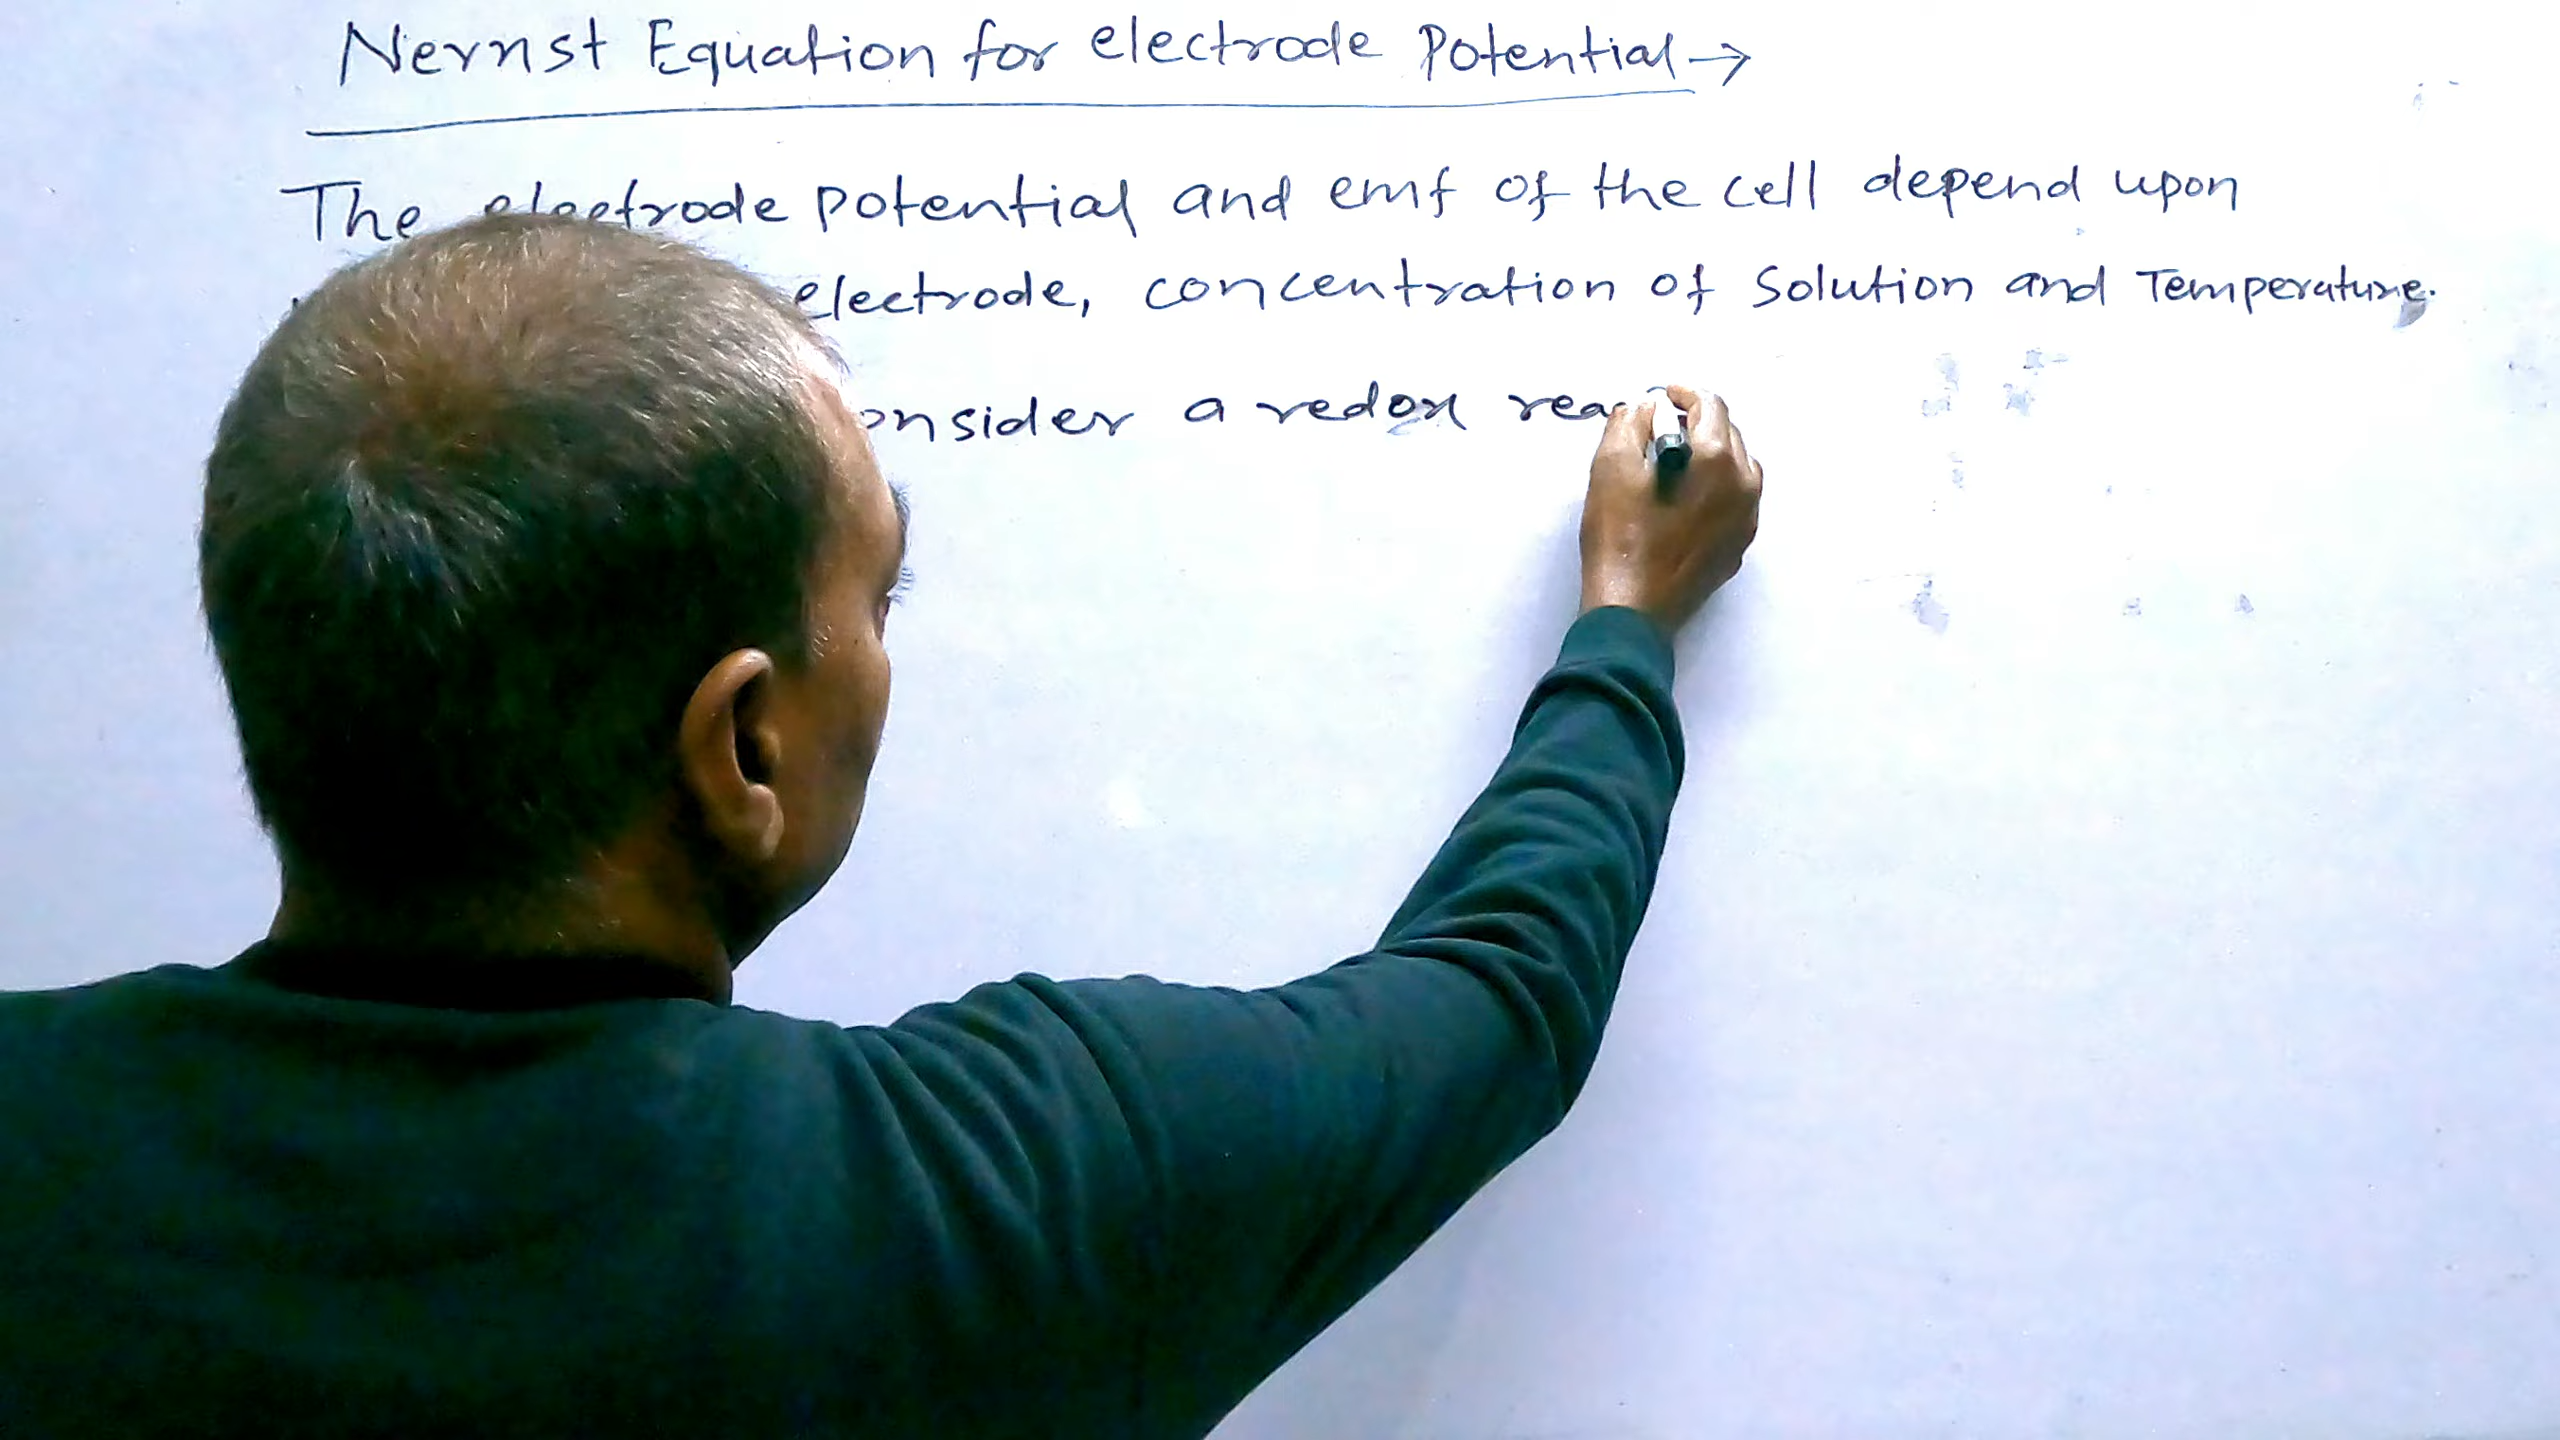 Nernst Equation for electrode Potential →
The electrode potential and emf of the cell depend upon
electrode, concentration of Solution and Temperature.
onsider a redox rea